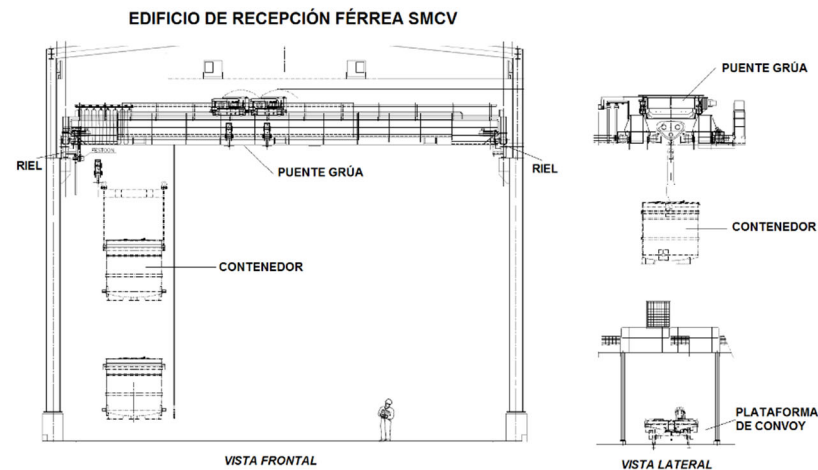 EDIFICIO DE RECEPCIÓN FÉRREA SMCV
PUENTE GRÙA
RIEL
PUENTE GRÚA
RIEL
CONTENEDOR
CONTENEDOR
PLATAFORMA
DE CONVOY
VISTA FRONTAL
VISTA LATERAL